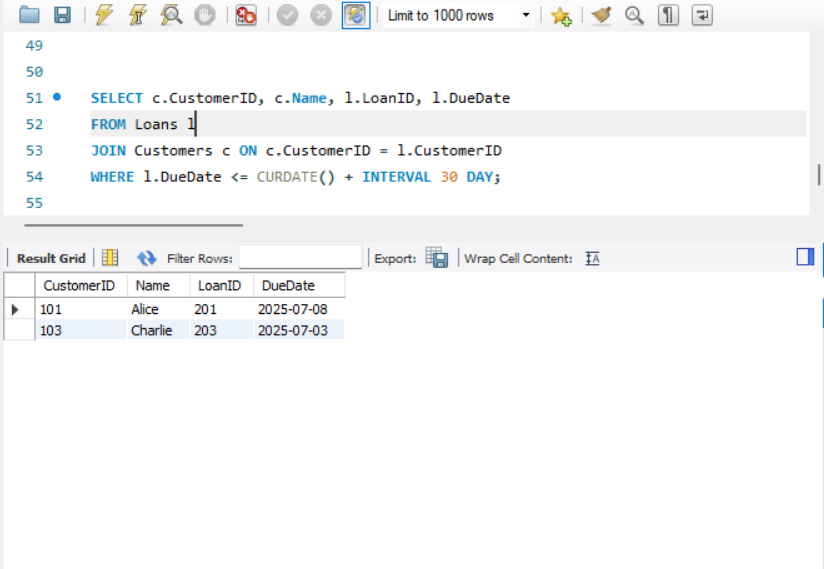 Limit to 1000 rows
49
50
51 SELECT c.CustomerID, c.Name, l.LoanID, l.DueDate
52 FROM Loans l
53 JOIN Customers c ON c.CustomerID = l.CustomerID
54 WHERE l.DueDate <= CURDATE() + INTERVAL 30 DAY;
55
Result Grid Filter Rows: Export: Wrap Cell Content: IA
CustomerID Name LoanID DueDate
101 Alice 201 2025-07-08
103 Charlie 203 2025-07-03